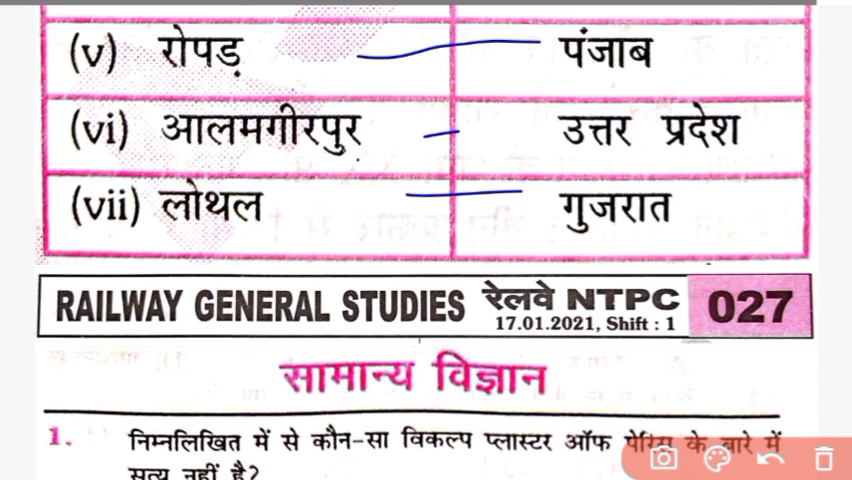 (v) रोपड़ पंजाब
(vi) आलमगीरपुर उत्तर प्रदेश
(vii) लोथल गुजरात
RAILWAY GENERAL STUDIES रेलवे NTPC 027
17.01.2021, Shift : 1
सामान्य विज्ञान
1. निम्नलिखित में से कौन-सा विकल्प प्लास्टर ऑफ पेरिस के बारे में
सत्य नहीं है?